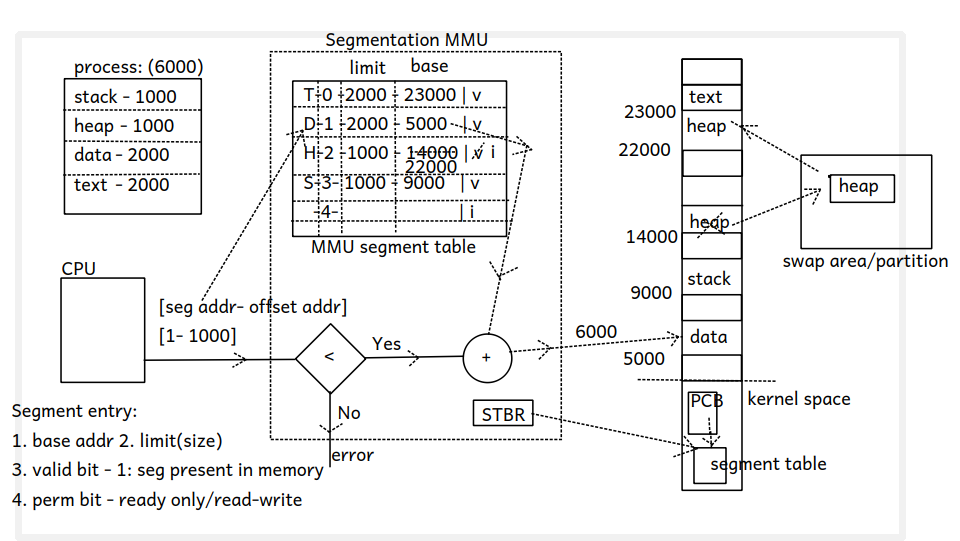 Segmentation MMU
process: (6000)
limit base
stack - 1000
heap - 1000
data - 2000
text - 2000
T-0 -2000 - 23000 | v
D-1 -2000 - 5000 | v
H-2 -1000 - 14000 | v i
22000
S-3- 1000 - 9000 | v
-4- | i
MMU segment table
CPU
[seg addr- offset addr]
[1- 1000]
<
Yes
+
No
error
STBR
6000
Segment entry:
1. base addr 2. limit(size)
3. valid bit - 1: seg present in memory
4. perm bit - ready only/read-write
text
23000
heap
22000
heap
14000
stack
9000
data
5000
PCB
kernel space
segment table
heap
swap area/partition